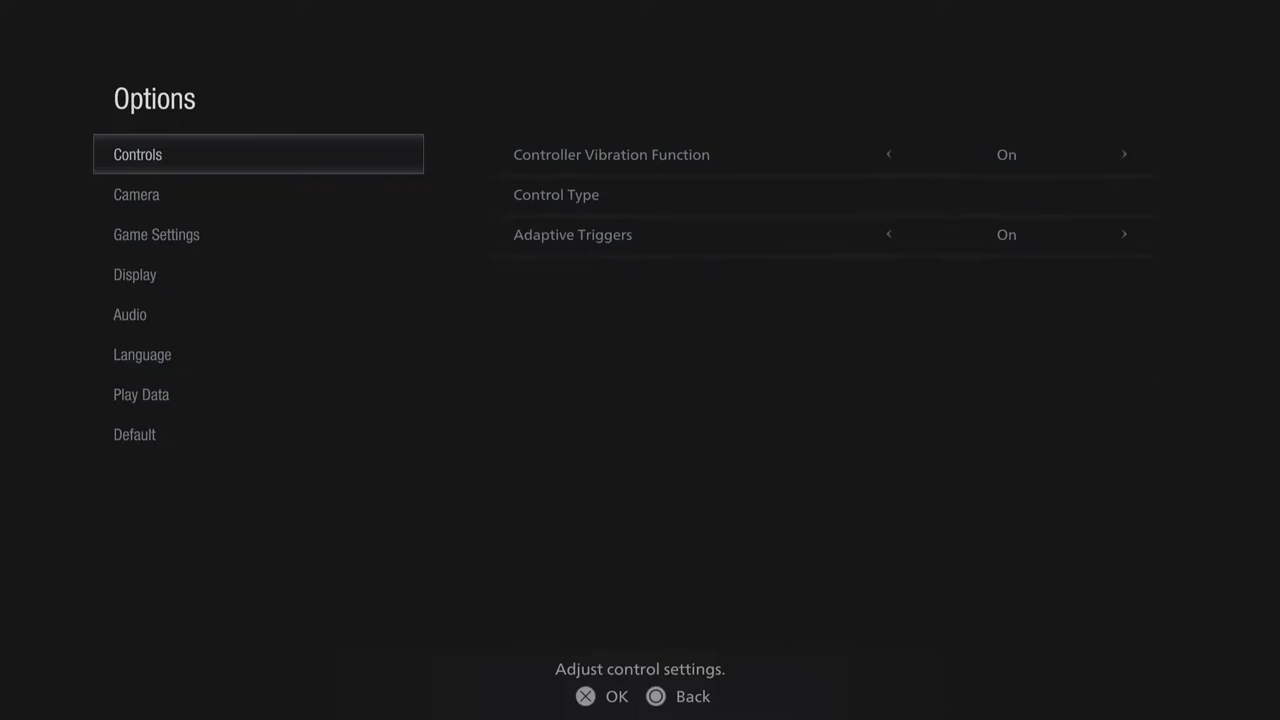 Options
Controls
Camera
Game Settings
Display
Audio
Language
Play Data
Default
Controller Vibration Function On
Control Type
Adaptive Triggers On
Adjust control settings.
OK Back